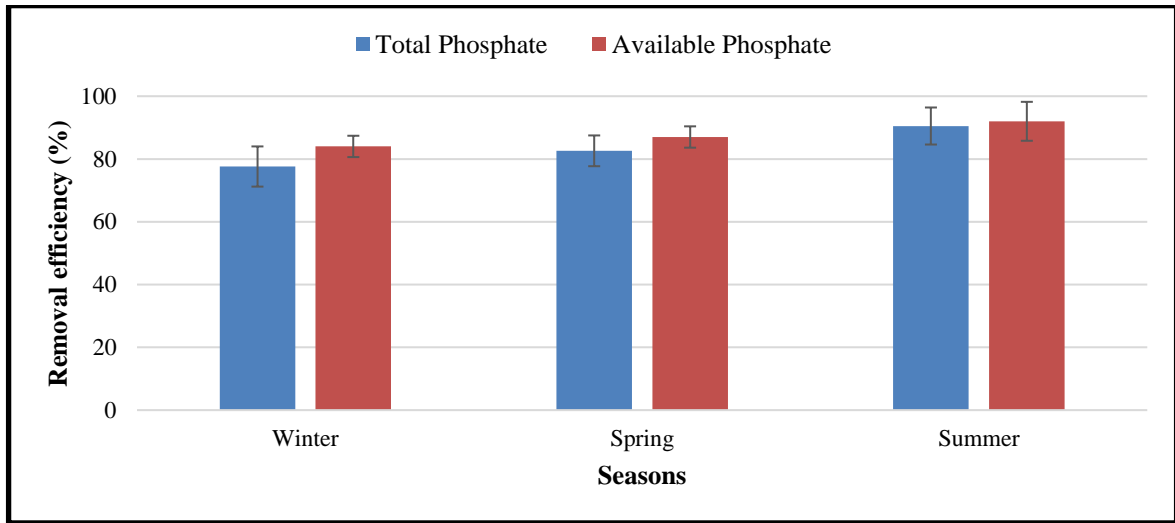 Total Phosphate Available Phosphate
Removal efficiency (%)
100
80
60
40
20
0
Winter Spring Summer
Seasons